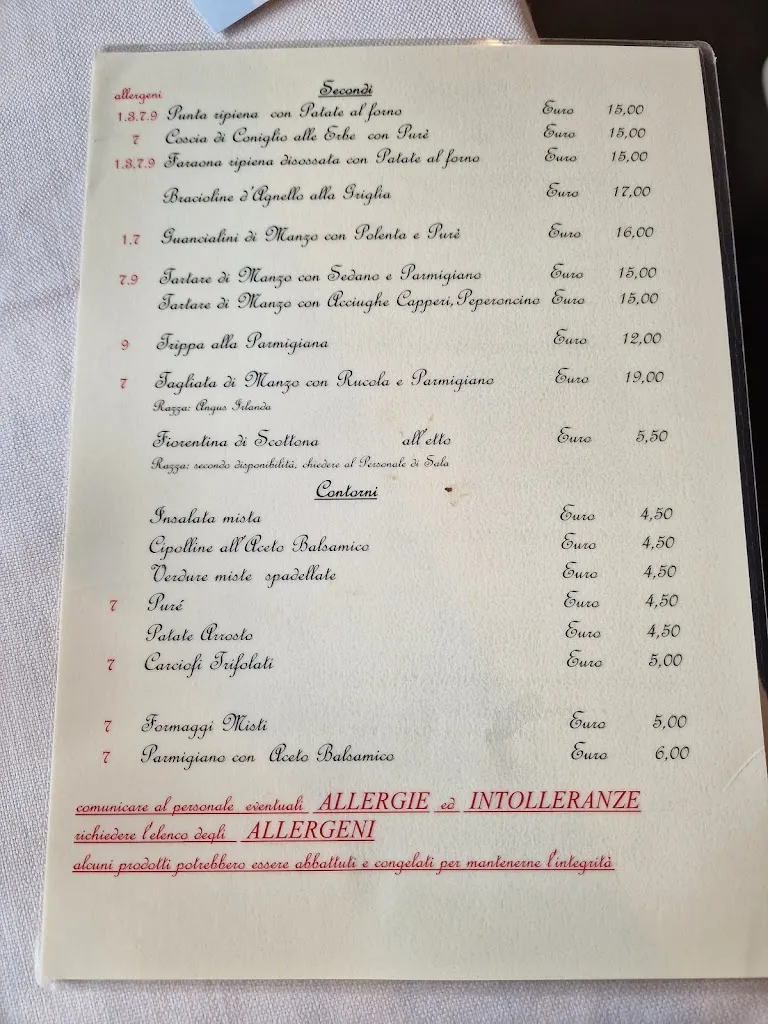 Secondi
allergeni
1.3.7.9 Punta ripiena con Patate al forno Euro 15,00
7 Coscia di Coniglio alle Erbe con Purè Euro 15,00
1.3.7.9 Faraona ripiena disossata con Patate al forno Euro 15,00
Bracioline d'Agnello alla Griglia Euro 17,00
1.7 Guancialini di Manzo con Polenta e Purè Euro 16,00
7.9 Tartare di Manzo con Sedano e Parmigiano Euro 15,00
Tartare di Manzo con Acciughe Capperi, Peperoncino Euro 15,00
9 Trippa alla Parmigiana Euro 12,00
7 Tagliata di Manzo con Rucola e Parmigiano Euro 19,00
Razza: Angus Irlanda
Fiorentina di Scottona all'etto Euro 5,50
Razza: secondo disponibilità, chiedere al Personale di Sala
Contorni
Insalata mista Euro 4,50
Cipolline all'Aceto Balsamico Euro 4,50
Verdure miste spadellate Euro 4,50
7 Puré Euro 4,50
Patate Arrosto Euro 4,50
7 Carciofi Trifolati Euro 5,00
7 Formaggi Misti Euro 5,00
7 Parmigiano con Aceto Balsamico Euro 6,00
comunicare al personale eventuali ALLERGIE ed INTOLLERANZE
richiedere l'elenco degli ALLERGENI
alcuni prodotti potrebbero essere abbattuti e congelati per mantenerne l'integrità